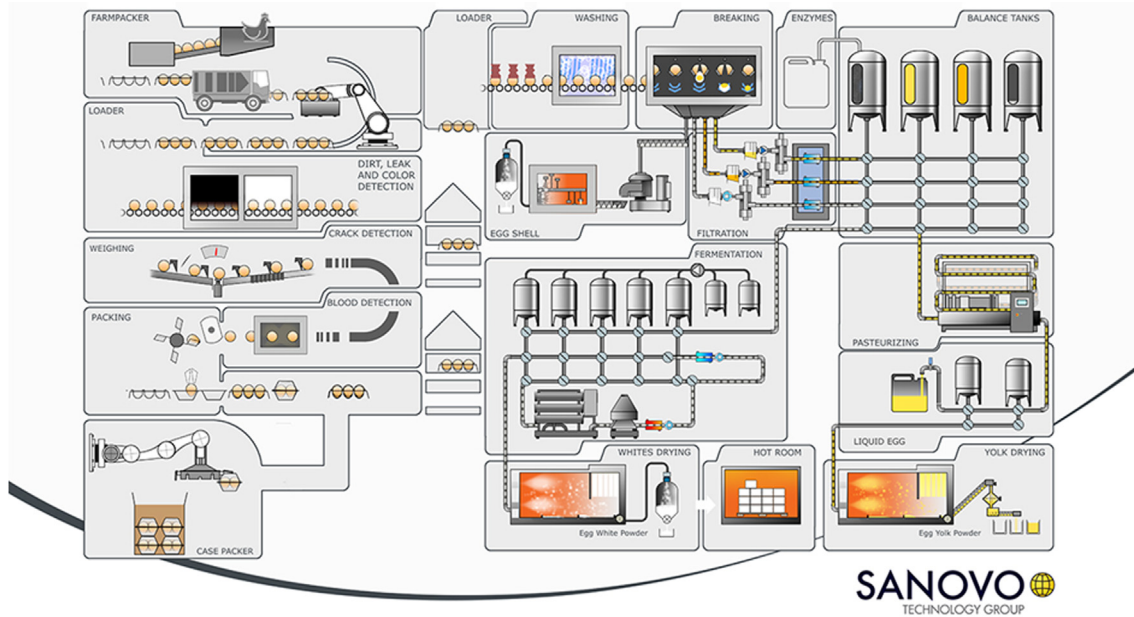 FARMPACKER
LOADER
WASHING
BREAKING
ENZYMES
BALANCE TANKS
LOADER
DIRT, LEAK
AND COLOR
DETECTION
EGG SHELL
FILTRATION
CRACK DETECTION
WEIGHING
FERMENTATION
BLOOD DETECTION
PACKING
PASTEURIZING
LIQUID EGG
WHITES DRYING
HOT ROOM
YOLK DRYING
Egg White Powder
Egg Yolk Powder
CASE PACKER
SANOVO
TECHNOLOGY GROUP